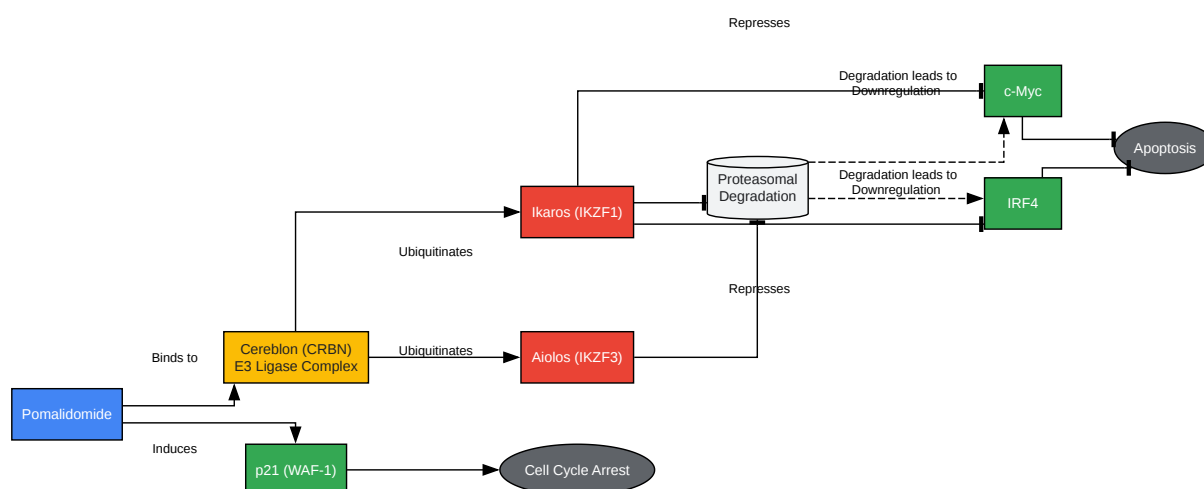 Represses
Degradation leads to
Downregulation
c-Myc
Apoptosis
Proteasomal
Degradation
Degradation leads to
Downregulation
Ikaros (IKZF1)
IRF4
Ubiquitinates
Represses
Cereblon (CRBN)
E3 Ligase Complex
Binds to
Ubiquitinates
Aiolos (IKZF3)
Pomalidomide
Induces
p21 (WAF-1)
Cell Cycle Arrest